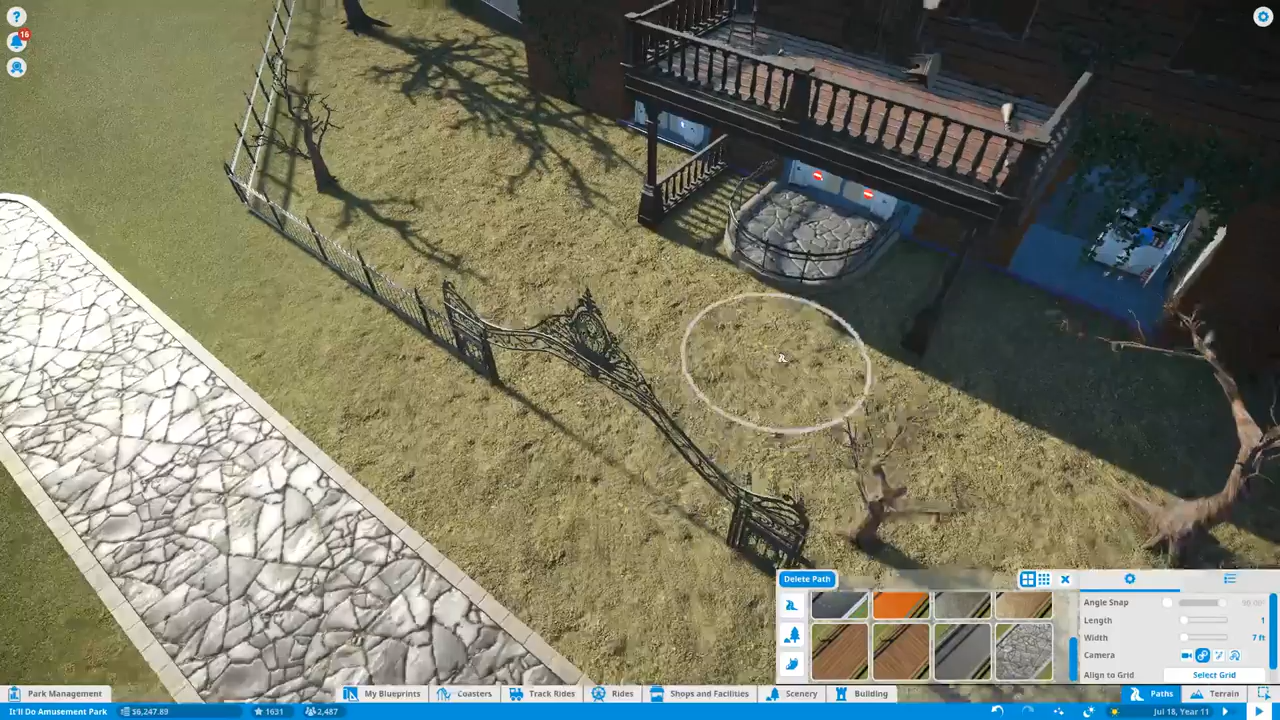 ?
16
Delete Path
Angle Snap 90.00°
Length 1
Width 7 ft
Camera
Align to Grid Select Grid
Park Management
My Blueprints
Coasters
Track Rides
Rides
Shops and Facilities
Scenery
Building
Paths
Terrain
It'll Do Amusement Park
$6,247.89
1631
2,487
Jul 18, Year 11